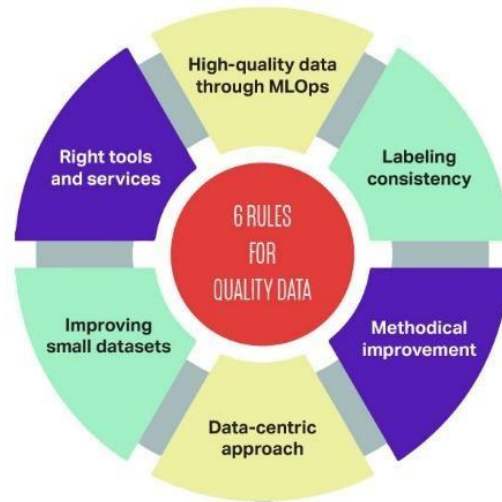 High-quality data
through MLOps
Labeling
consistency
Methodical
improvement
Data-centric
approach
Improving
small datasets
Right tools
and services
6 RULES
FOR
QUALITY DATA